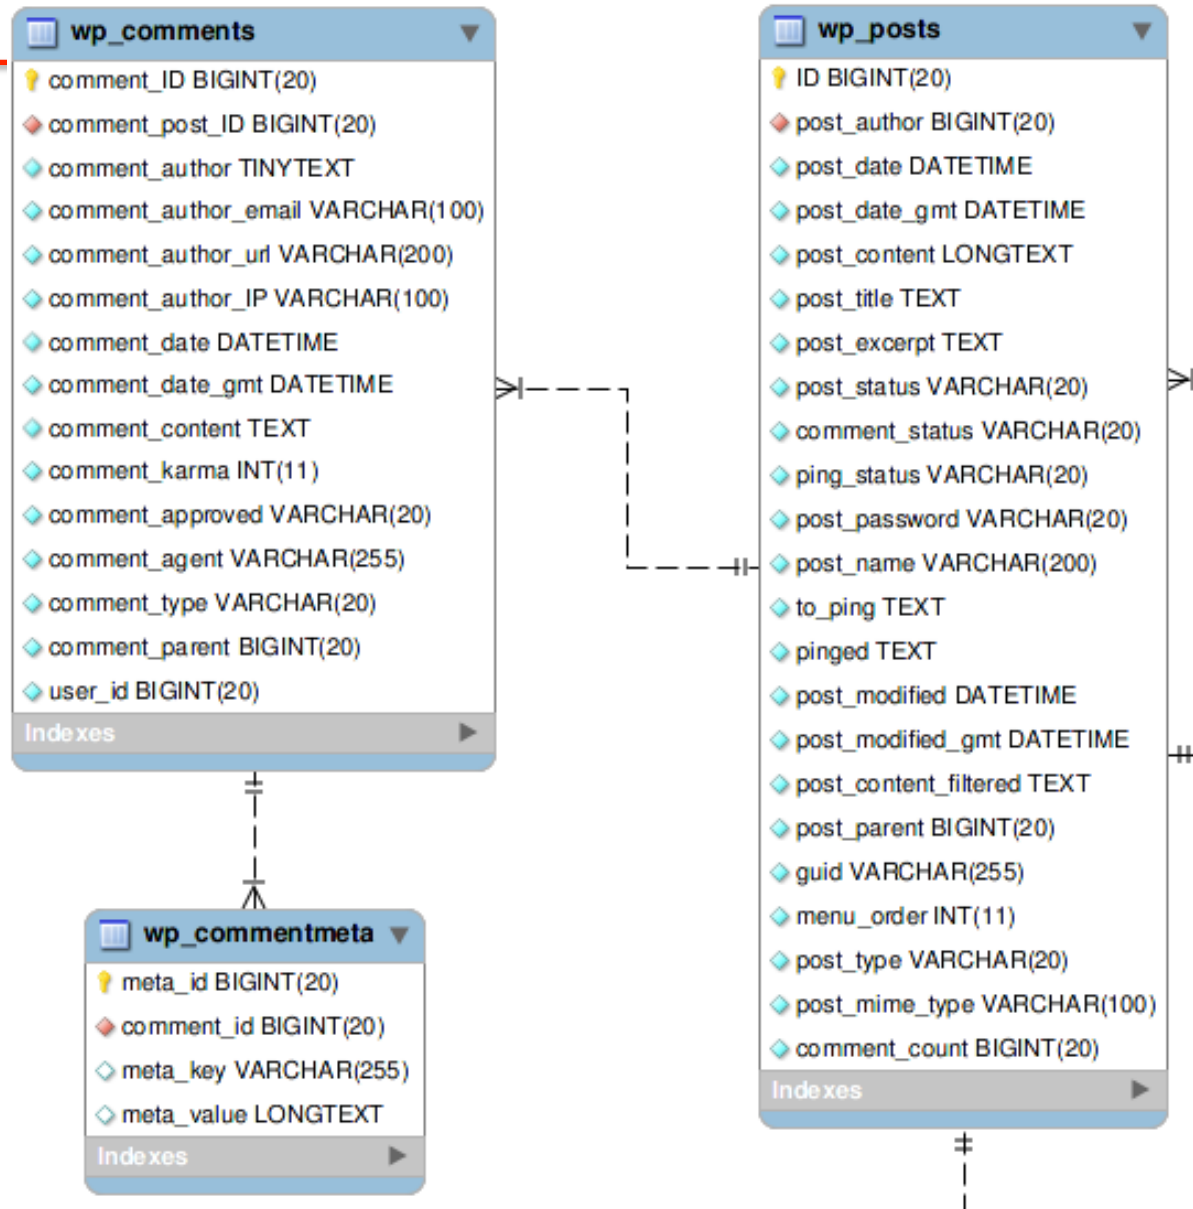 wp_comments
comment_ID BIGINT(20)
comment_post_ID BIGINT(20)
comment_author TINYTEXT
comment_author_email VARCHAR(100)
comment_author_url VARCHAR(200)
comment_author_IP VARCHAR(100)
comment_date DATETIME
comment_date_gmt DATETIME
comment_content TEXT
comment_karma INT(11)
comment_approved VARCHAR(20)
comment_agent VARCHAR(255)
comment_type VARCHAR(20)
comment_parent BIGINT(20)
user_id BIGINT(20)
Indexes
wp_commentmeta
meta_id BIGINT(20)
comment_id BIGINT(20)
meta_key VARCHAR(255)
meta_value LONGTEXT
Indexes
wp_posts
ID BIGINT(20)
post_author BIGINT(20)
post_date DATETIME
post_date_gmt DATETIME
post_content LONGTEXT
post_title TEXT
post_excerpt TEXT
post_status VARCHAR(20)
comment_status VARCHAR(20)
ping_status VARCHAR(20)
post_password VARCHAR(20)
post_name VARCHAR(200)
to_ping TEXT
pinged TEXT
post_modified DATETIME
post_modified_gmt DATETIME
post_content_filtered TEXT
post_parent BIGINT(20)
guid VARCHAR(255)
menu_order INT(11)
post_type VARCHAR(20)
post_mime_type VARCHAR(100)
comment_count BIGINT(20)
Indexes